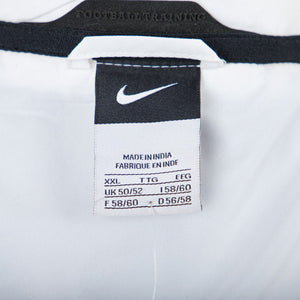 FOOTBALL TRAINING
MADE IN INDIA
FABRIQUE EN INDE
XXL TTG EEG
UK 50/52 I 58/60
F 58/60 D 56/58